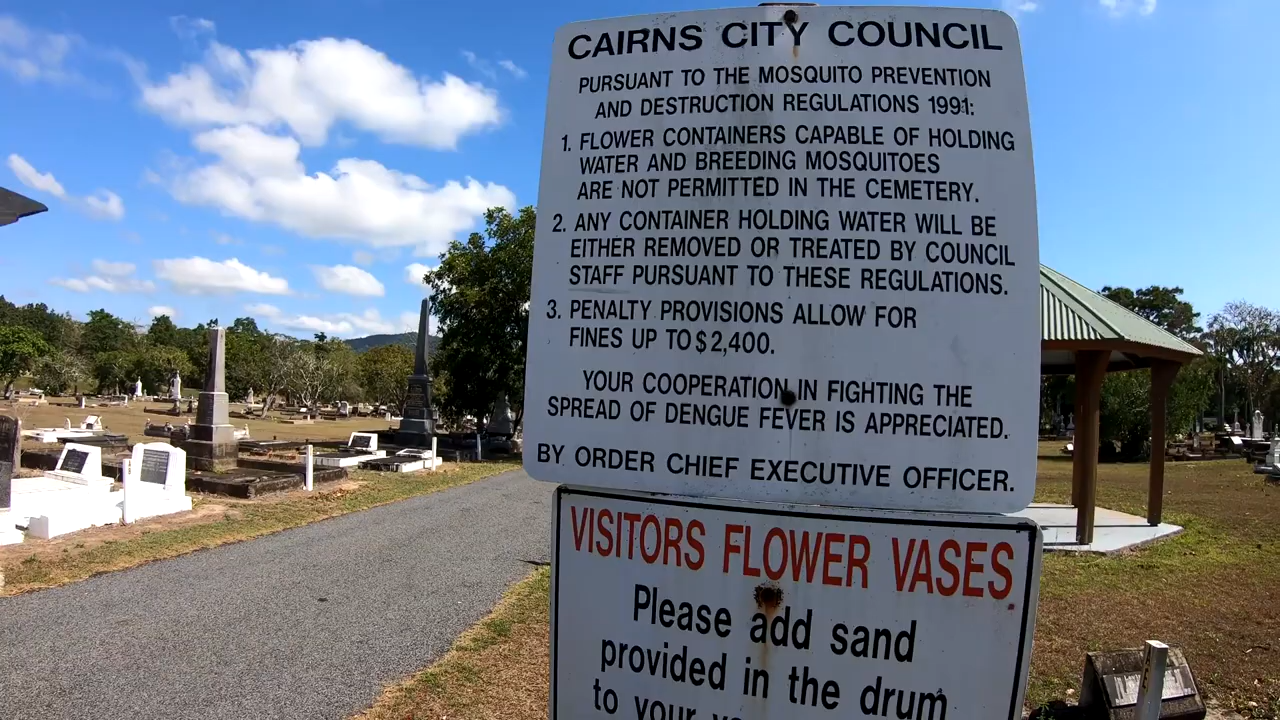 CAIRNS CITY COUNCIL
PURSUANT TO THE MOSQUITO PREVENTION
AND DESTRUCTION REGULATIONS 1991:
1. FLOWER CONTAINERS CAPABLE OF HOLDING
WATER AND BREEDING MOSQUITOES
ARE NOT PERMITTED IN THE CEMETERY.
2. ANY CONTAINER HOLDING WATER WILL BE
EITHER REMOVED OR TREATED BY COUNCIL
STAFF PURSUANT TO THESE REGULATIONS.
3. PENALTY PROVISIONS ALLOW FOR
FINES UP TO $2,400.
YOUR COOPERATION IN FIGHTING THE
SPREAD OF DENGUE FEVER IS APPRECIATED.
BY ORDER CHIEF EXECUTIVE OFFICER.
VISITORS FLOWER VASES
Please add sand
provided in the drum
to your